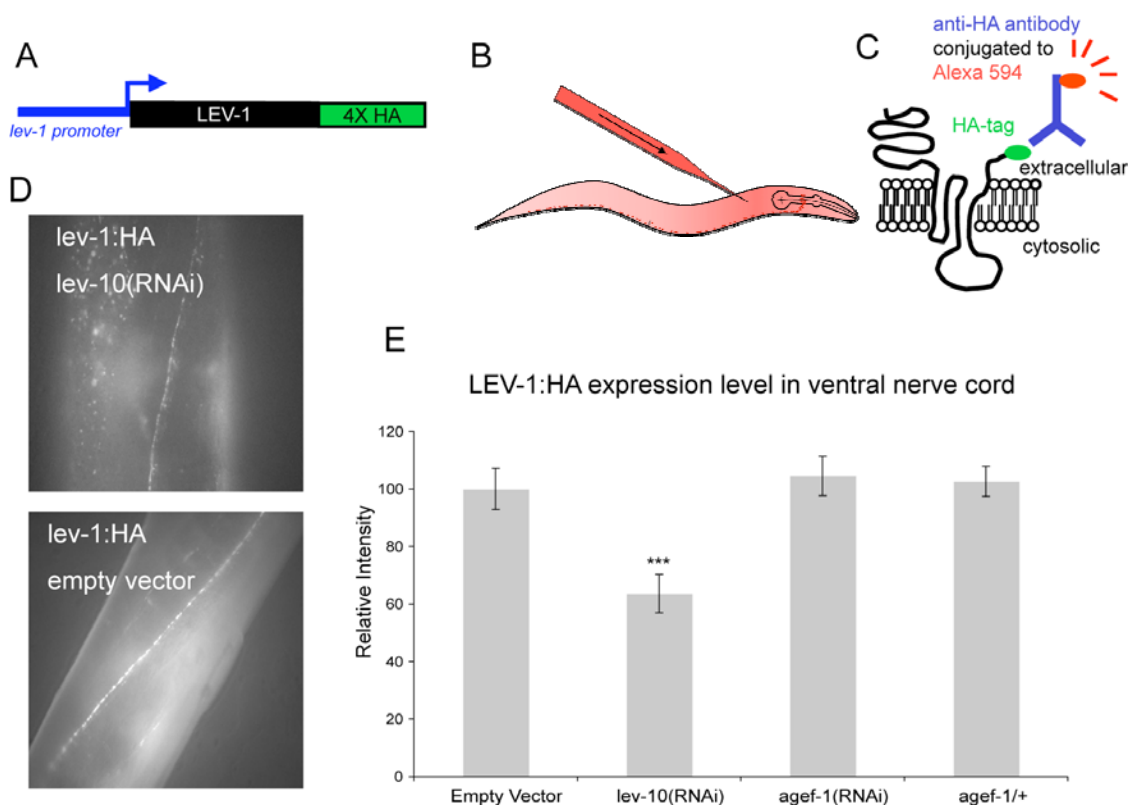 A
lev-1 promoter
LEV-1
4X HA
B
C
anti-HA antibody
conjugated to
Alexa 594
HA-tag
extracellular
cytosolic
D
lev-1:HA
lev-10(RNAi)
lev-1:HA
empty vector
E
LEV-1:HA expression level in ventral nerve cord
Relative Intensity
120
100
80
60
40
20
0
***
Empty Vector
lev-10(RNAi)
agef-1(RNAi)
agef-1/+